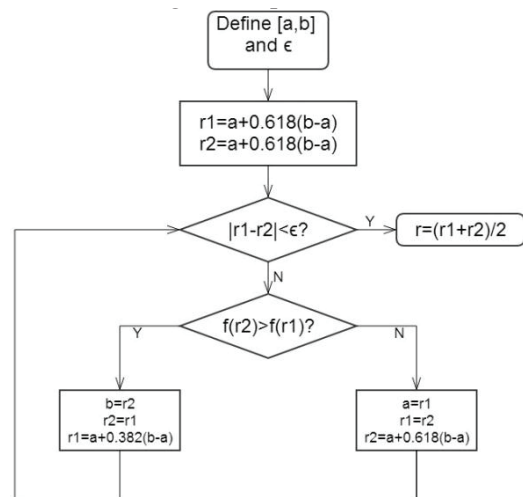 Define [a,b]
and ϵ
r1=a+0.618(b-a)
r2=a+0.618(b-a)
|r1-r2|<ϵ?
Y
r=(r1+r2)/2
N
f(r2)>f(r1)?
Y
N
b=r2
r2=r1
r1=a+0.382(b-a)
a=r1
r1=r2
r2=a+0.618(b-a)